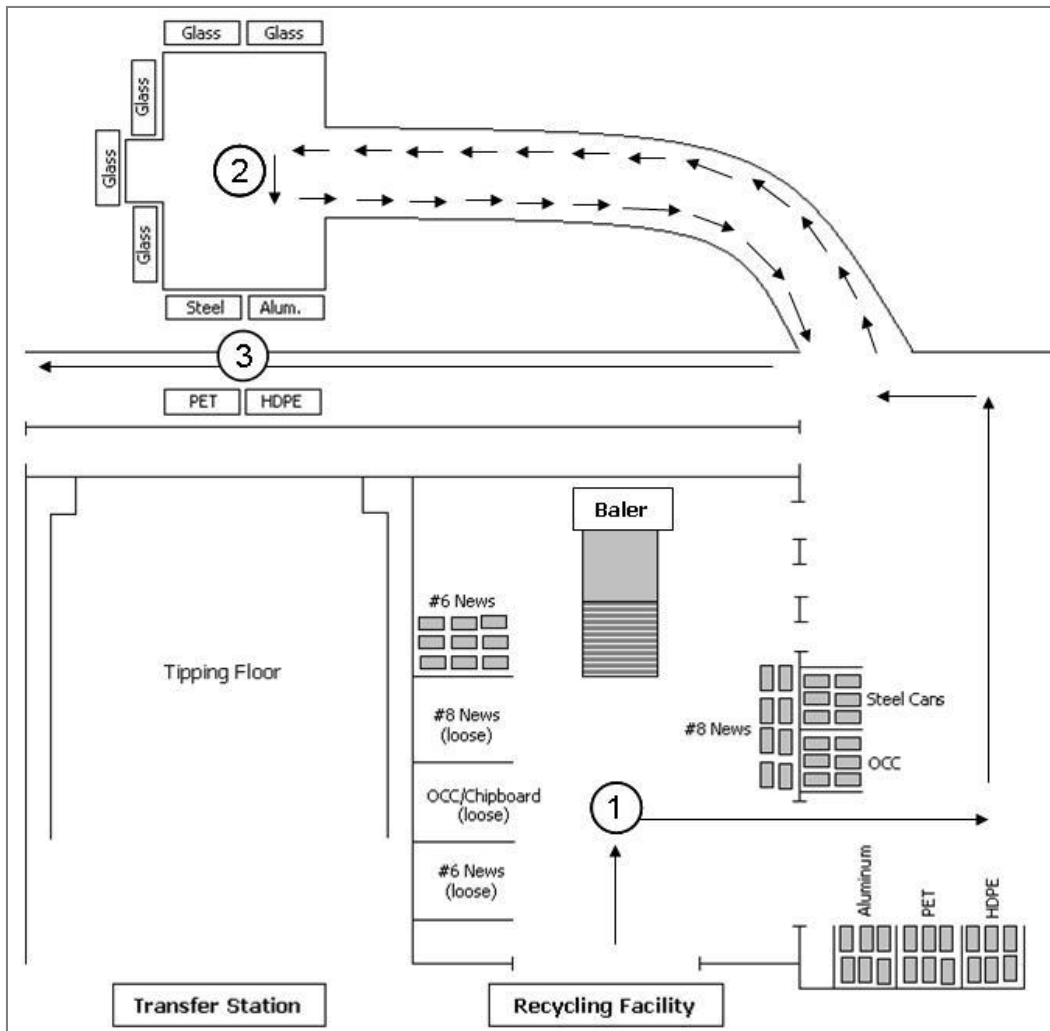 Glass
Glass
Glass
Glass
Glass
2
Steel
Alum.
3
PET
HDPE
Baler
#6 News
Tipping Floor
#8 News
(loose)
#8 News
Steel Cans
OCC
OCC/Chipboard
(loose)
1
#6 News
(loose)
Aluminum
PET
HDPE
Transfer Station
Recycling Facility